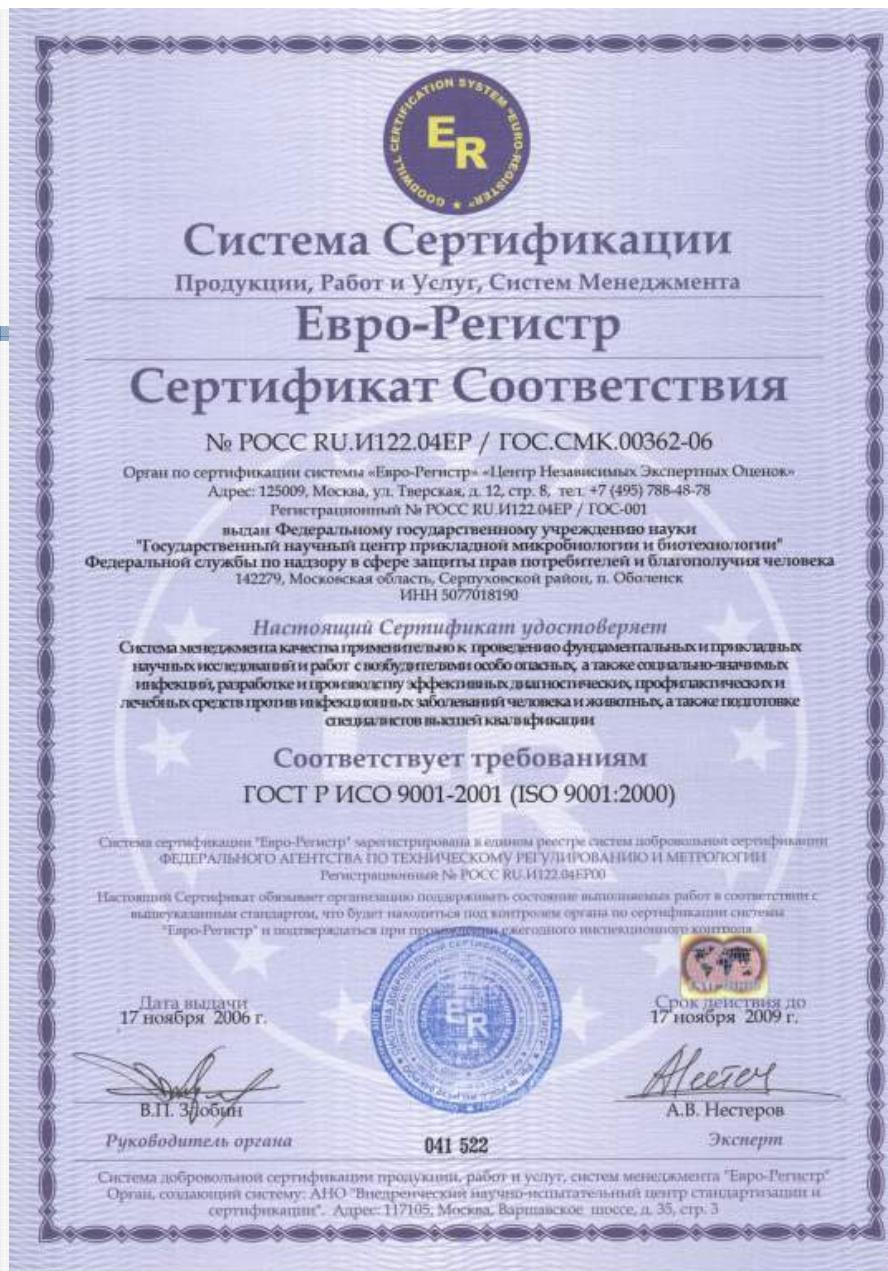 GOODWILL CERTIFICATION SYSTEM "EURO-REGISTER"
ER
Система Сертификации
Продукции, Работ и Услуг, Систем Менеджмента
Евро-Регистр
Сертификат Соответствия
№ РОСС RU.И122.04ЕР / ГОС.СМК.00362-06
Орган по сертификации системы «Евро-Регистр» «Центр Независимых Экспертных Оценок»
Адрес: 125009, Москва, ул. Тверская, д. 12, стр. 8, тел. +7 (495) 788-48-78
Регистрационный № РОСС RU.И122.04ЕР / ГОС-001
выдан Федеральному государственному учреждению науки
"Государственный научный центр прикладной микробиологии и биотехнологии"
Федеральной службы по надзору в сфере защиты прав потребителей и благополучия человека
142279, Московская область, Серпуховской район, п. Оболенск
ИНН 5077018190
Настоящий Сертификат удостоверяет
Система менеджмента качества применительно к проведению фундаментальных и прикладных
научных исследований и работ с возбудителями особо опасных, а также социально-значимых
инфекций, разработке и производству эффективных диагностических, профилактических и
лечебных средств против инфекционных заболеваний человека и животных, а также подготовке
специалистов высшей квалификации
Соответствует требованиям
ГОСТ Р ИСО 9001-2001 (ISO 9001:2000)
Система сертификации "Евро-Регистр" зарегистрирована в едином реестре систем добровольной сертификации
ФЕДЕРАЛЬНОГО АГЕНТСТВА ПО ТЕХНИЧЕСКОМУ РЕГУЛИРОВАНИЮ И МЕТРОЛОГИИ
Регистрационный № РОСС RU.И122.04ЕР00
Настоящий Сертификат обязывает организацию поддерживать состояние выполняемых работ в соответствии с
вышеуказанным стандартом, что будет находиться под контролем органа по сертификации системы
"Евро-Регистр" и подтверждаться при прохождении ежегодного инспекционного контроля
Дата выдачи
17 ноября 2006 г.
Срок действия до
17 ноября 2009 г.
ER
В.П. Злобин
А.В. Нестеров
Руководитель органа
041 522
Эксперт
Система добровольной сертификации продукции, работ и услуг, систем менеджмента "Евро-Регистр"
Орган, создающий систему: АНО "Внедренческий научно-испытательный центр стандартизации и
сертификации". Адрес: 117105, Москва, Варшавское шоссе, д. 35, стр. 3